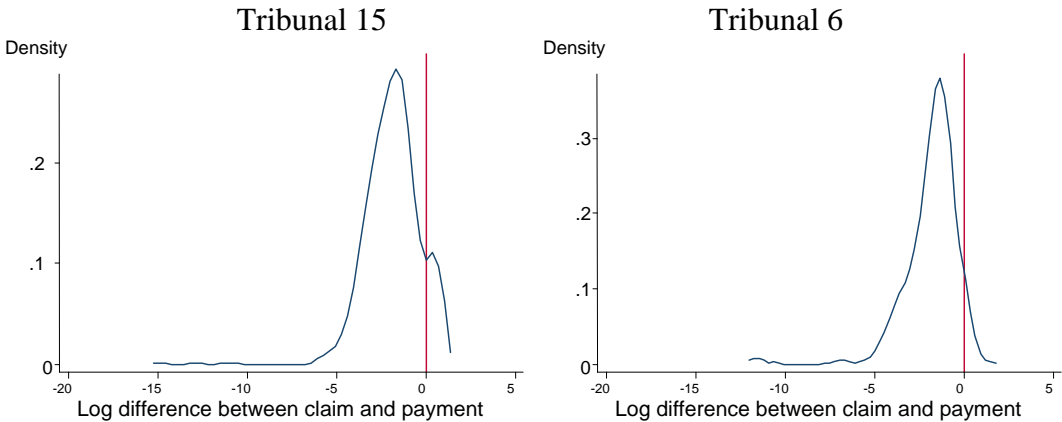 Tribunal 15
Density
.2
.1
0
-20 -15 -10 -5 0 5
Log difference between claim and payment
Tribunal 6
Density
.3
.2
.1
0
-20 -15 -10 -5 0 5
Log difference between claim and payment